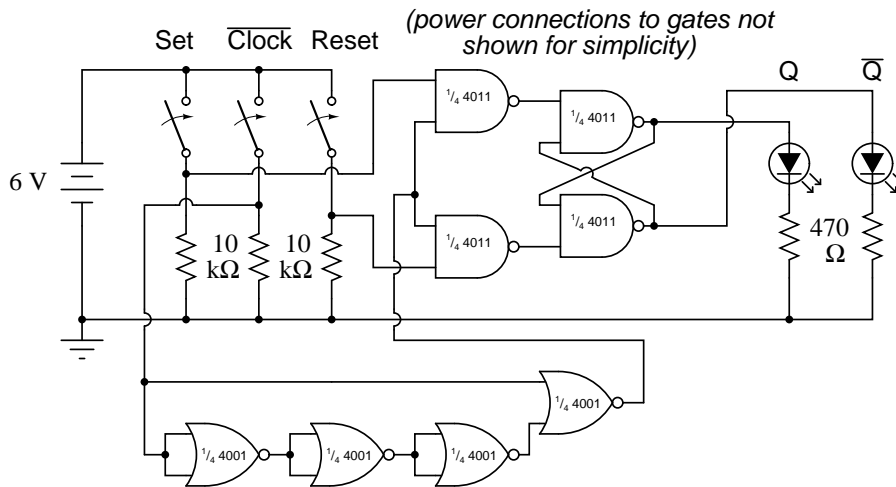 (power connections to gates not
shown for simplicity)
Set
C̅l̅o̅c̅k̅
Reset
Q
Q̅
6 V
¹/₄ 4011
¹/₄ 4011
¹/₄ 4011
¹/₄ 4011
10
kΩ
10
kΩ
470
Ω
¹/₄ 4001
¹/₄ 4001
¹/₄ 4001
¹/₄ 4001